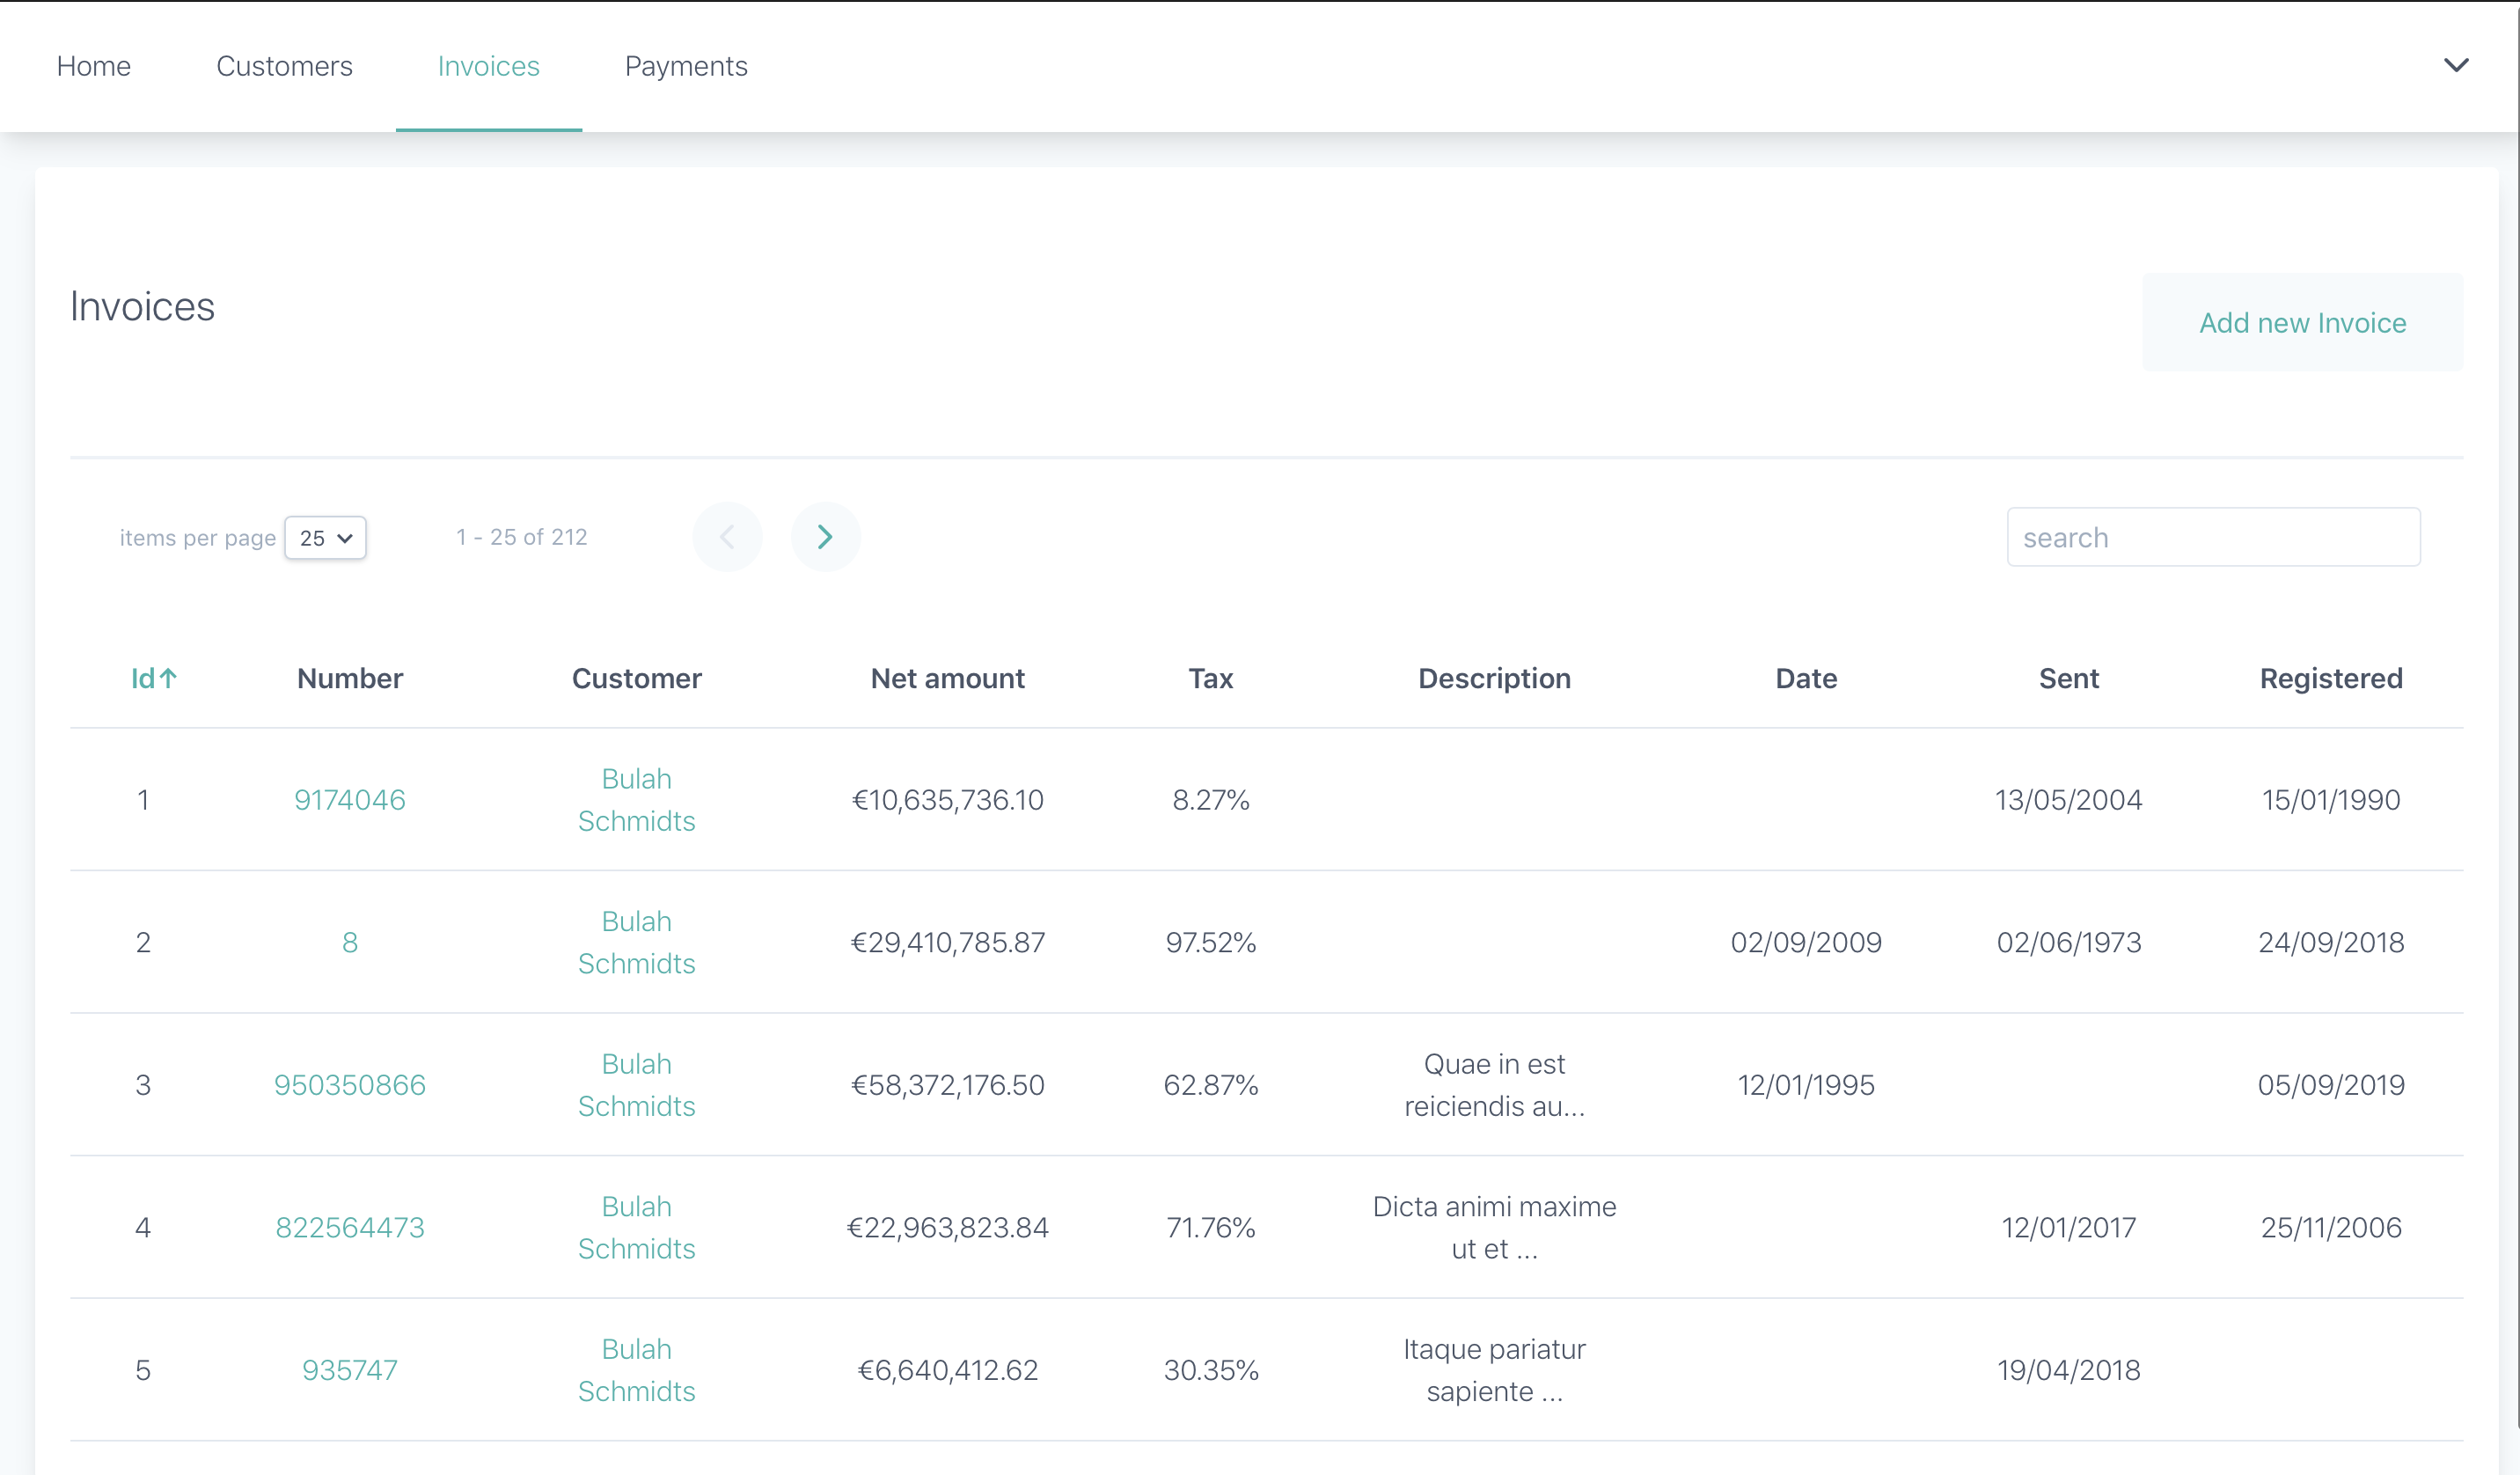 Home Customers Invoices Payments
Invoices
Add new Invoice
items per page 25 1 - 25 of 212 search
Id↑ Number Customer Net amount Tax Description Date Sent Registered
1 9174046 Bulah Schmidts €10,635,736.10 8.27% 13/05/2004 15/01/1990
2 8 Bulah Schmidts €29,410,785.87 97.52% 02/09/2009 02/06/1973 24/09/2018
3 950350866 Bulah Schmidts €58,372,176.50 62.87% Quae in est reiciendis au... 12/01/1995 05/09/2019
4 822564473 Bulah Schmidts €22,963,823.84 71.76% Dicta animi maxime ut et ... 12/01/2017 25/11/2006
5 935747 Bulah Schmidts €6,640,412.62 30.35% Itaque pariatur sapiente ... 19/04/2018